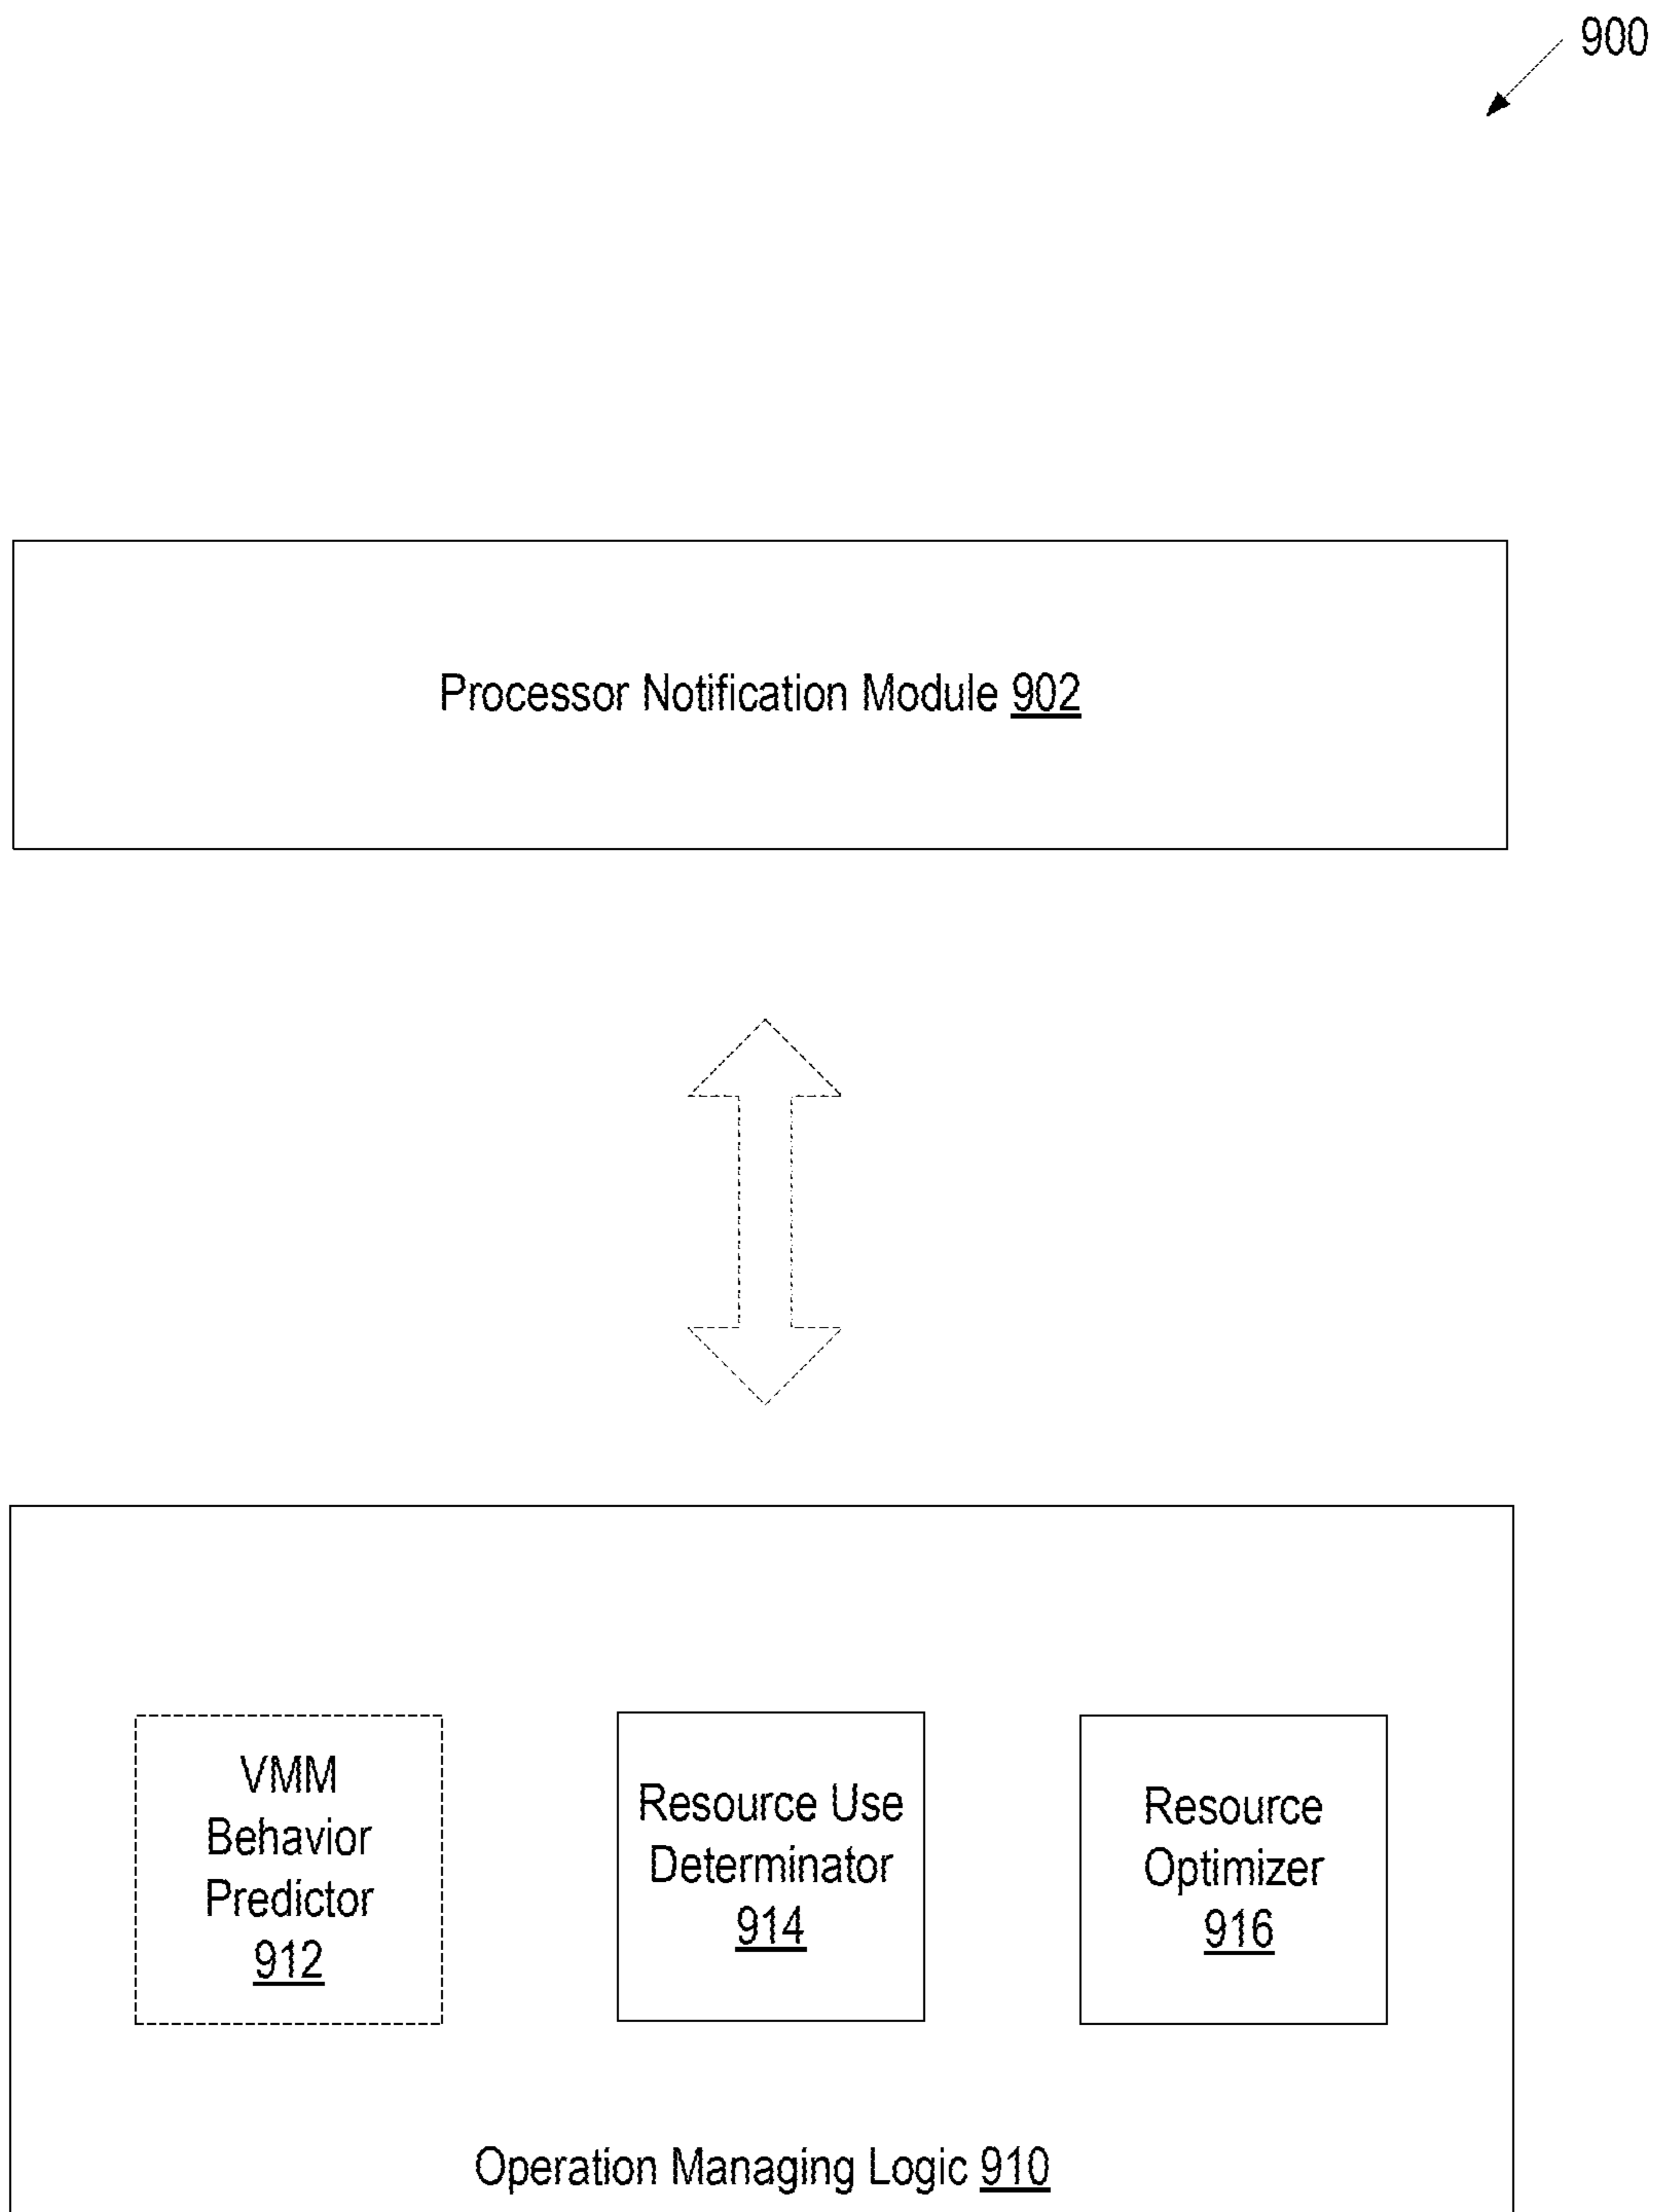 900
Processor Notification Module 902
VMM
Behavior
Predictor
912
Resource Use
Determinator
914
Resource
Optimizer
916
Operation Managing Logic 910